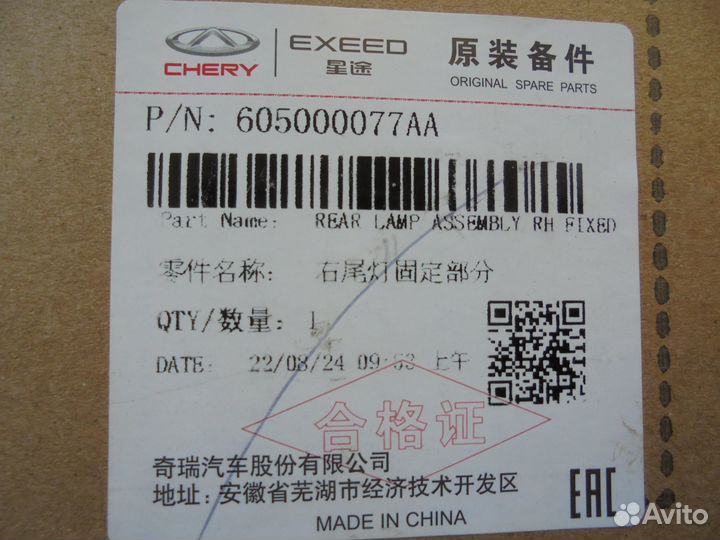 CHERY
EXEED
星途
原装备件
ORIGINAL SPARE PARTS
P/N: 605000077AA
Part Name: REAR LAMP ASSEMBLY RH FIXED
零件名称: 右尾灯固定部分
QTY/数量: 1
DATE: 22/08/24 09:53 上午
合格证
奇瑞汽车股份有限公司
地址: 安徽省芜湖市经济技术开发区
MADE IN CHINA
EAC
Avito